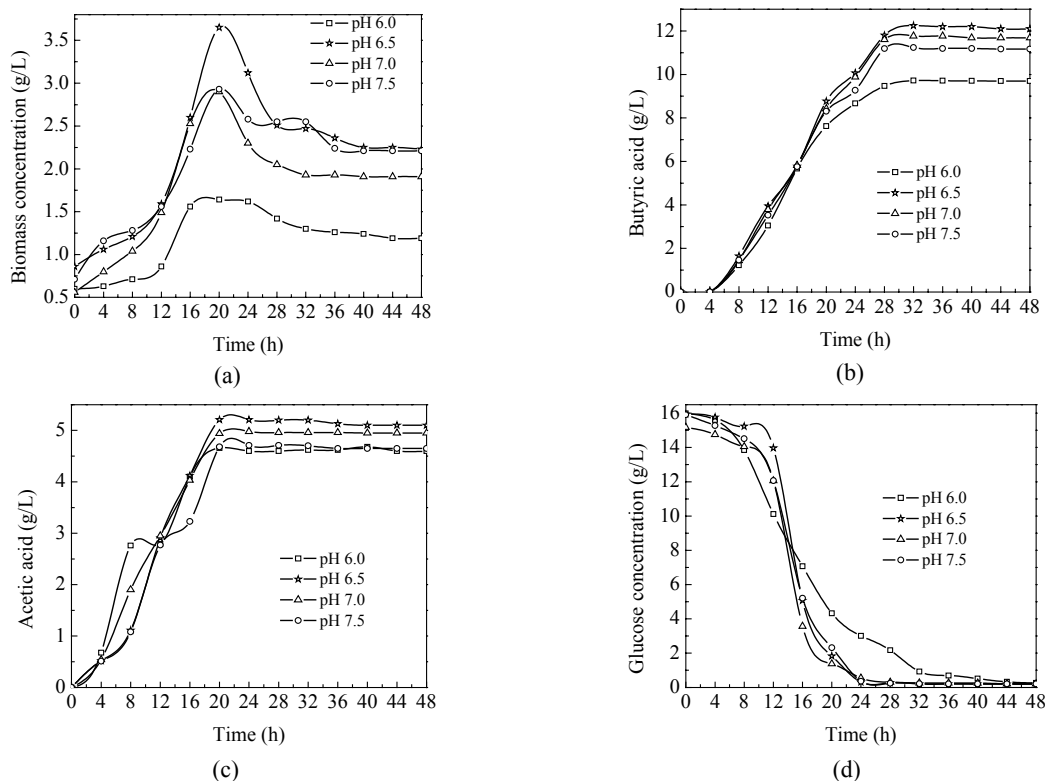 3.5
3.0
2.5
2.0
1.5
1.0
0.5
0 4 8 12 16 20 24 28 32 36 40 44 48
Biomass concentration (g/L)
Time (h)
pH 6.0
pH 6.5
pH 7.0
pH 7.5
(a)
12
10
8
6
4
2
0
0 4 8 12 16 20 24 28 32 36 40 44 48
Butyric acid (g/L)
Time (h)
pH 6.0
pH 6.5
pH 7.0
pH 7.5
(b)
5
4
3
2
1
0
0 4 8 12 16 20 24 28 32 36 40 44 48
Acetic acid (g/L)
Time (h)
pH 6.0
pH 6.5
pH 7.0
pH 7.5
(c)
16
14
12
10
8
6
4
2
0
0 4 8 12 16 20 24 28 32 36 40 44 48
Glucose concentration (g/L)
Time (h)
pH 6.0
pH 6.5
pH 7.0
pH 7.5
(d)